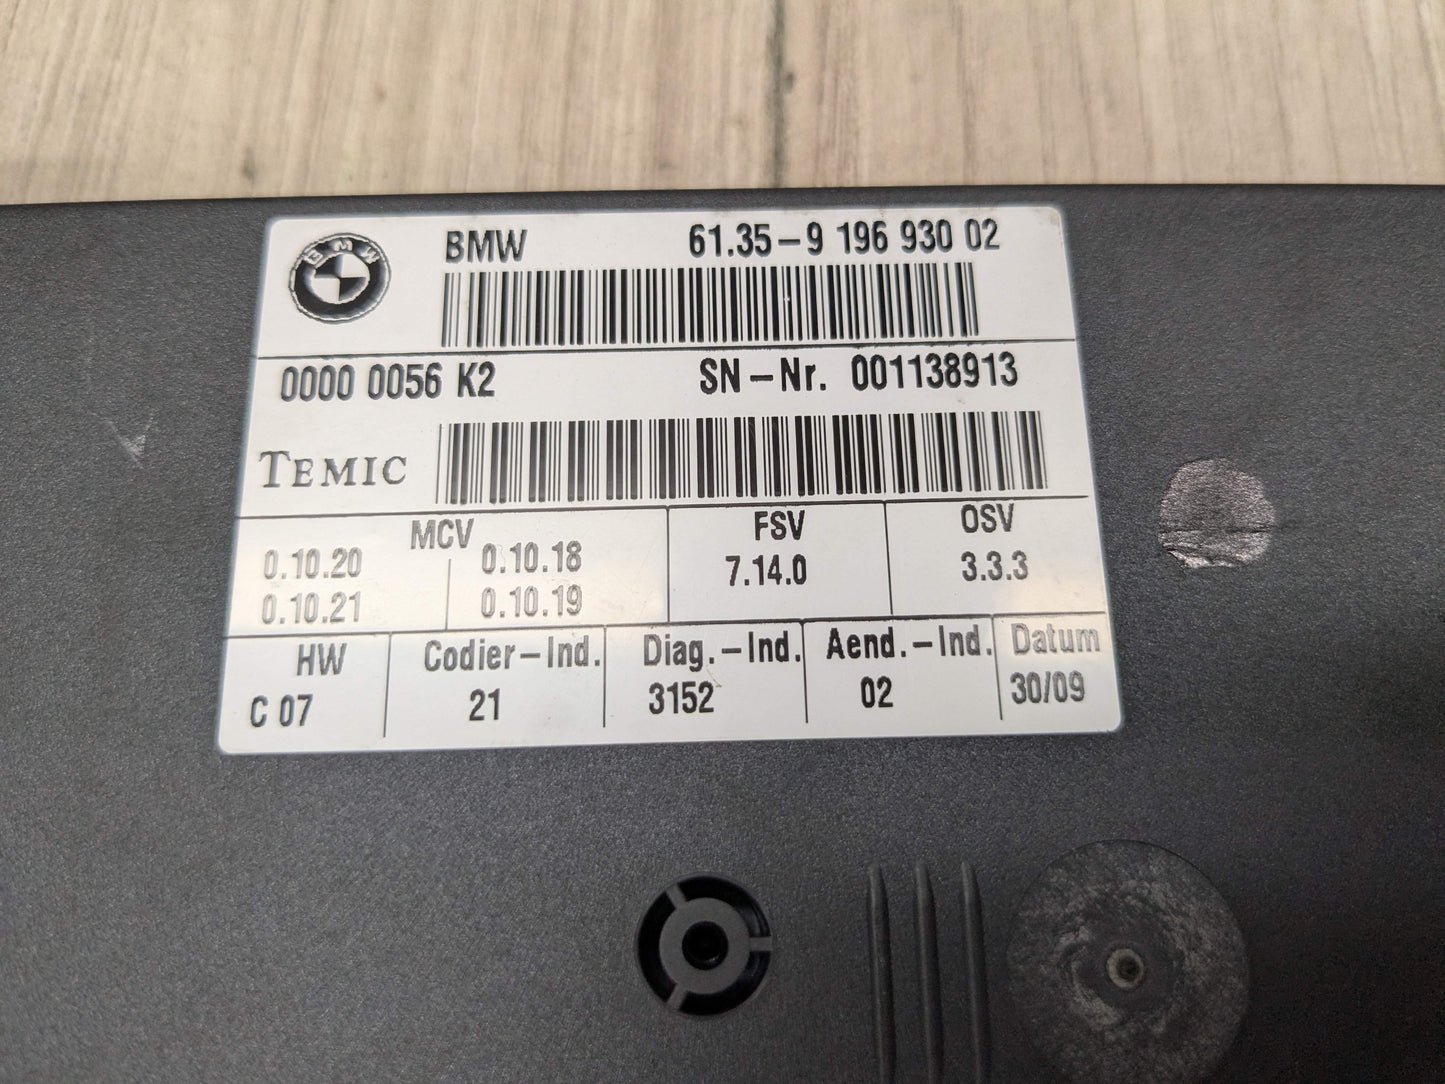 BMW
BMW 61.35-9 196 930 02
0000 0056 K2 SN-Nr. 001138913
TEMIC
MCV FSV OSV
0.10.20 0.10.18 7.14.0 3.3.3
0.10.21 0.10.19
HW Codier-Ind. Diag.-Ind. Aend.-Ind. Datum
C 07 21 3152 02 30/09